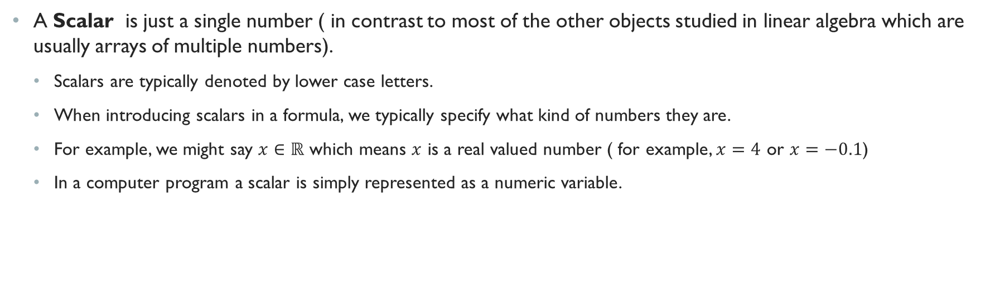 • A Scalar is just a single number ( in contrast to most of the other objects studied in linear algebra which are
usually arrays of multiple numbers).
• Scalars are typically denoted by lower case letters.
• When introducing scalars in a formula, we typically specify what kind of numbers they are.
• For example, we might say 𝑥 ∈ ℝ which means 𝑥 is a real valued number ( for example, 𝑥 = 4 or 𝑥 = −0.1)
• In a computer program a scalar is simply represented as a numeric variable.